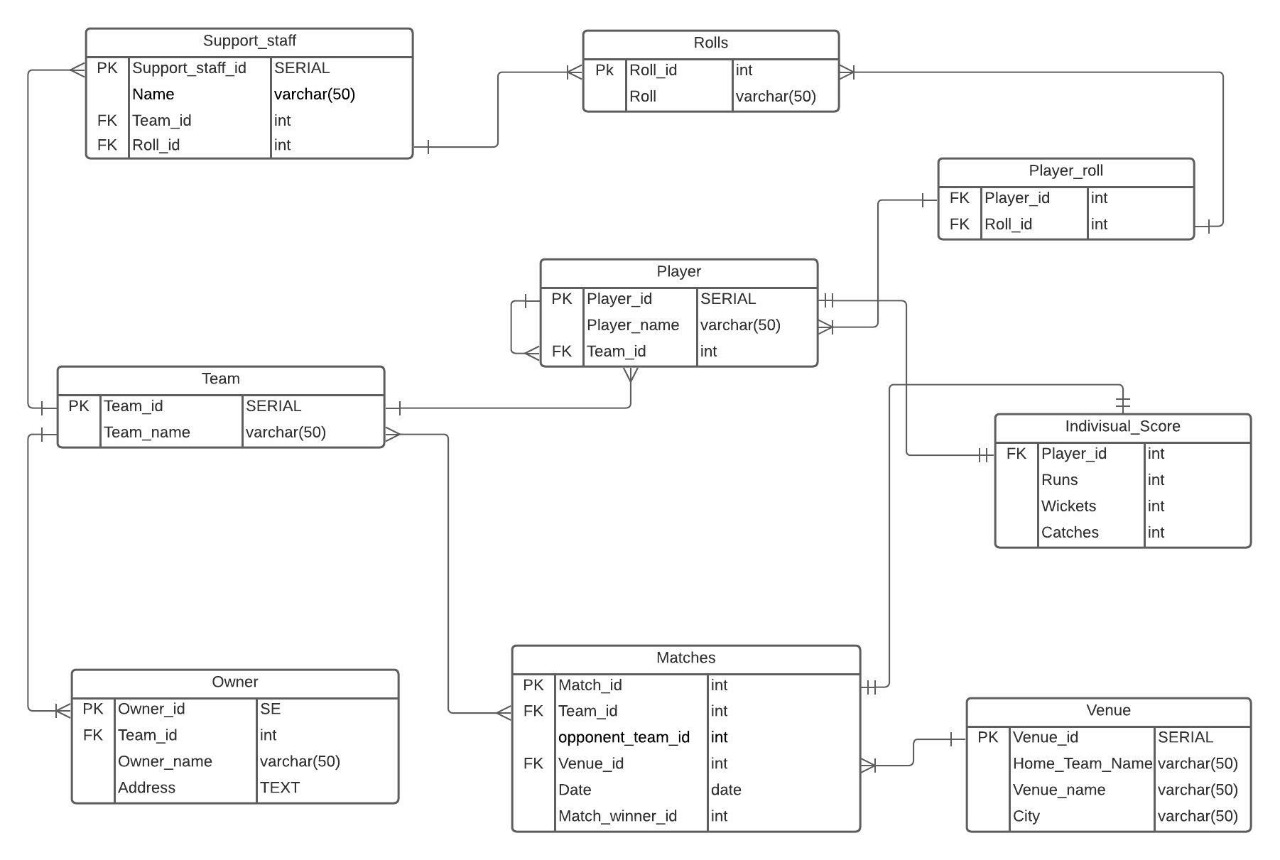 Support_staff
PK Support_staff_id SERIAL
Name varchar(50)
FK Team_id int
FK Roll_id int
Rolls
Pk Roll_id int
Roll varchar(50)
Player_roll
FK Player_id int
FK Roll_id int
Player
PK Player_id SERIAL
Player_name varchar(50)
FK Team_id int
Team
PK Team_id SERIAL
Team_name varchar(50)
Indivisual_Score
FK Player_id int
Runs int
Wickets int
Catches int
Owner
PK Owner_id SE
FK Team_id int
Owner_name varchar(50)
Address TEXT
Matches
PK Match_id int
FK Team_id int
opponent_team_id int
FK Venue_id int
Date date
Match_winner_id int
Venue
PK Venue_id SERIAL
Home_Team_Name varchar(50)
Venue_name varchar(50)
City varchar(50)